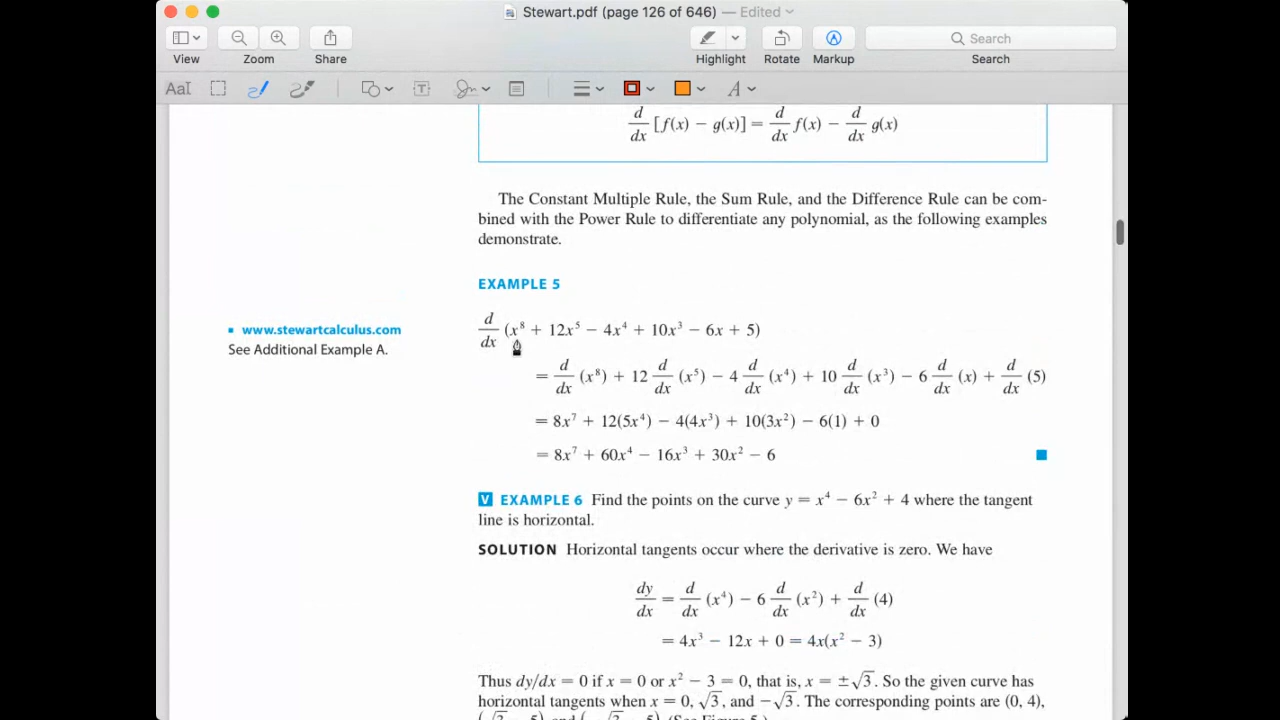 Stewart.pdf (page 126 of 646) — Edited
View
Zoom
Share
Highlight
Rotate
Markup
Search
Search
AaI
T
A
d/dx [f(x) − g(x)] = d/dx f(x) − d/dx g(x)
The Constant Multiple Rule, the Sum Rule, and the Difference Rule can be com-
bined with the Power Rule to differentiate any polynomial, as the following examples
demonstrate.
EXAMPLE 5
www.stewartcalculus.com
See Additional Example A.
d/dx (x⁸ + 12x⁵ − 4x⁴ + 10x³ − 6x + 5)
= d/dx (x⁸) + 12 d/dx (x⁵) − 4 d/dx (x⁴) + 10 d/dx (x³) − 6 d/dx (x) + d/dx (5)
= 8x⁷ + 12(5x⁴) − 4(4x³) + 10(3x²) − 6(1) + 0
= 8x⁷ + 60x⁴ − 16x³ + 30x² − 6
V EXAMPLE 6 Find the points on the curve y = x⁴ − 6x² + 4 where the tangent
line is horizontal.
SOLUTION Horizontal tangents occur where the derivative is zero. We have
dy/dx = d/dx (x⁴) − 6 d/dx (x²) + d/dx (4)
= 4x³ − 12x + 0 = 4x(x² − 3)
Thus dy/dx = 0 if x = 0 or x² − 3 = 0, that is, x = ±√3. So the given curve has
horizontal tangents when x = 0, √3, and −√3. The corresponding points are (0, 4),